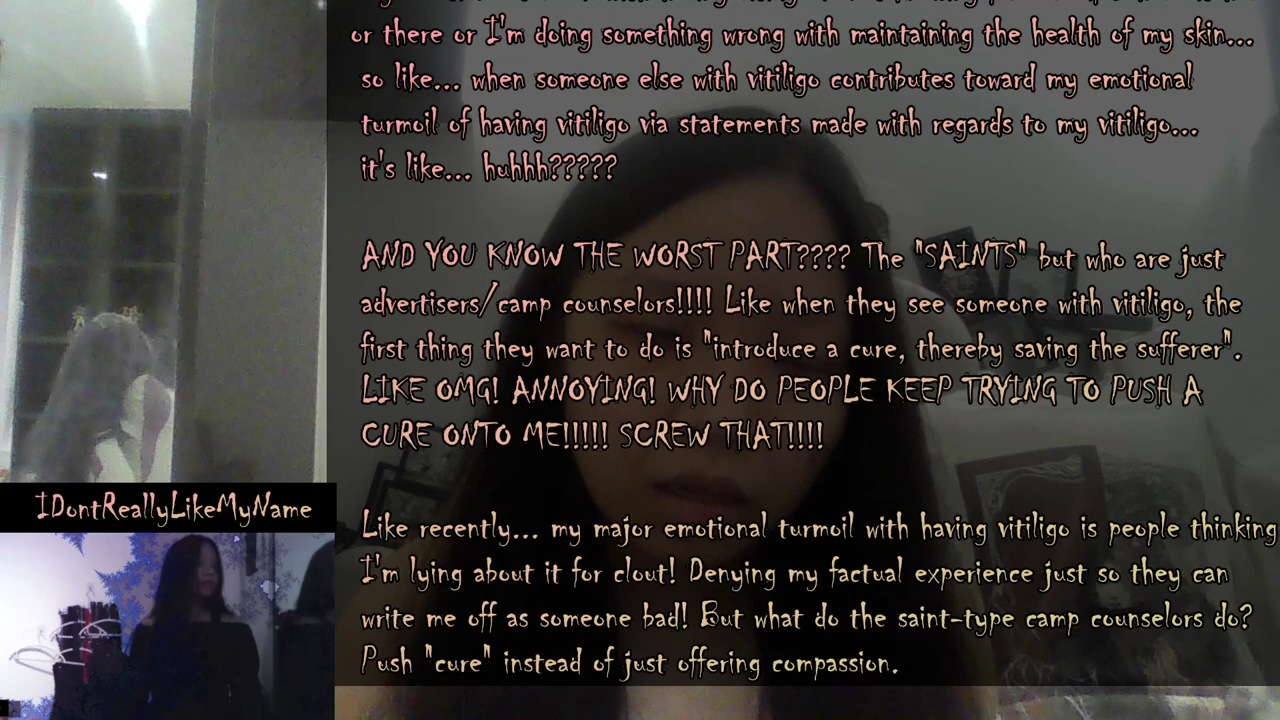 or there or I'm doing something wrong with maintaining the health of my skin...
so like... when someone else with vitiligo contributes toward my emotional
turmoil of having vitiligo via statements made with regards to my vitiligo...
it's like... huhhh?????
AND YOU KNOW THE WORST PART???? The "SAINTS" but who are just
advertisers/camp counselors!!!! Like when they see someone with vitiligo, the
first thing they want to do is "introduce a cure, thereby saving the sufferer".
LIKE OMG! ANNOYING! WHY DO PEOPLE KEEP TRYING TO PUSH A
CURE ONTO ME!!!!! SCREW THAT!!!!
Like recently... my major emotional turmoil with having vitiligo is people thinking
I'm lying about it for clout! Denying my factual experience just so they can
write me off as someone bad! But what do the saint-type camp counselors do?
Push "cure" instead of just offering compassion.
IDontReallyLikeMyName